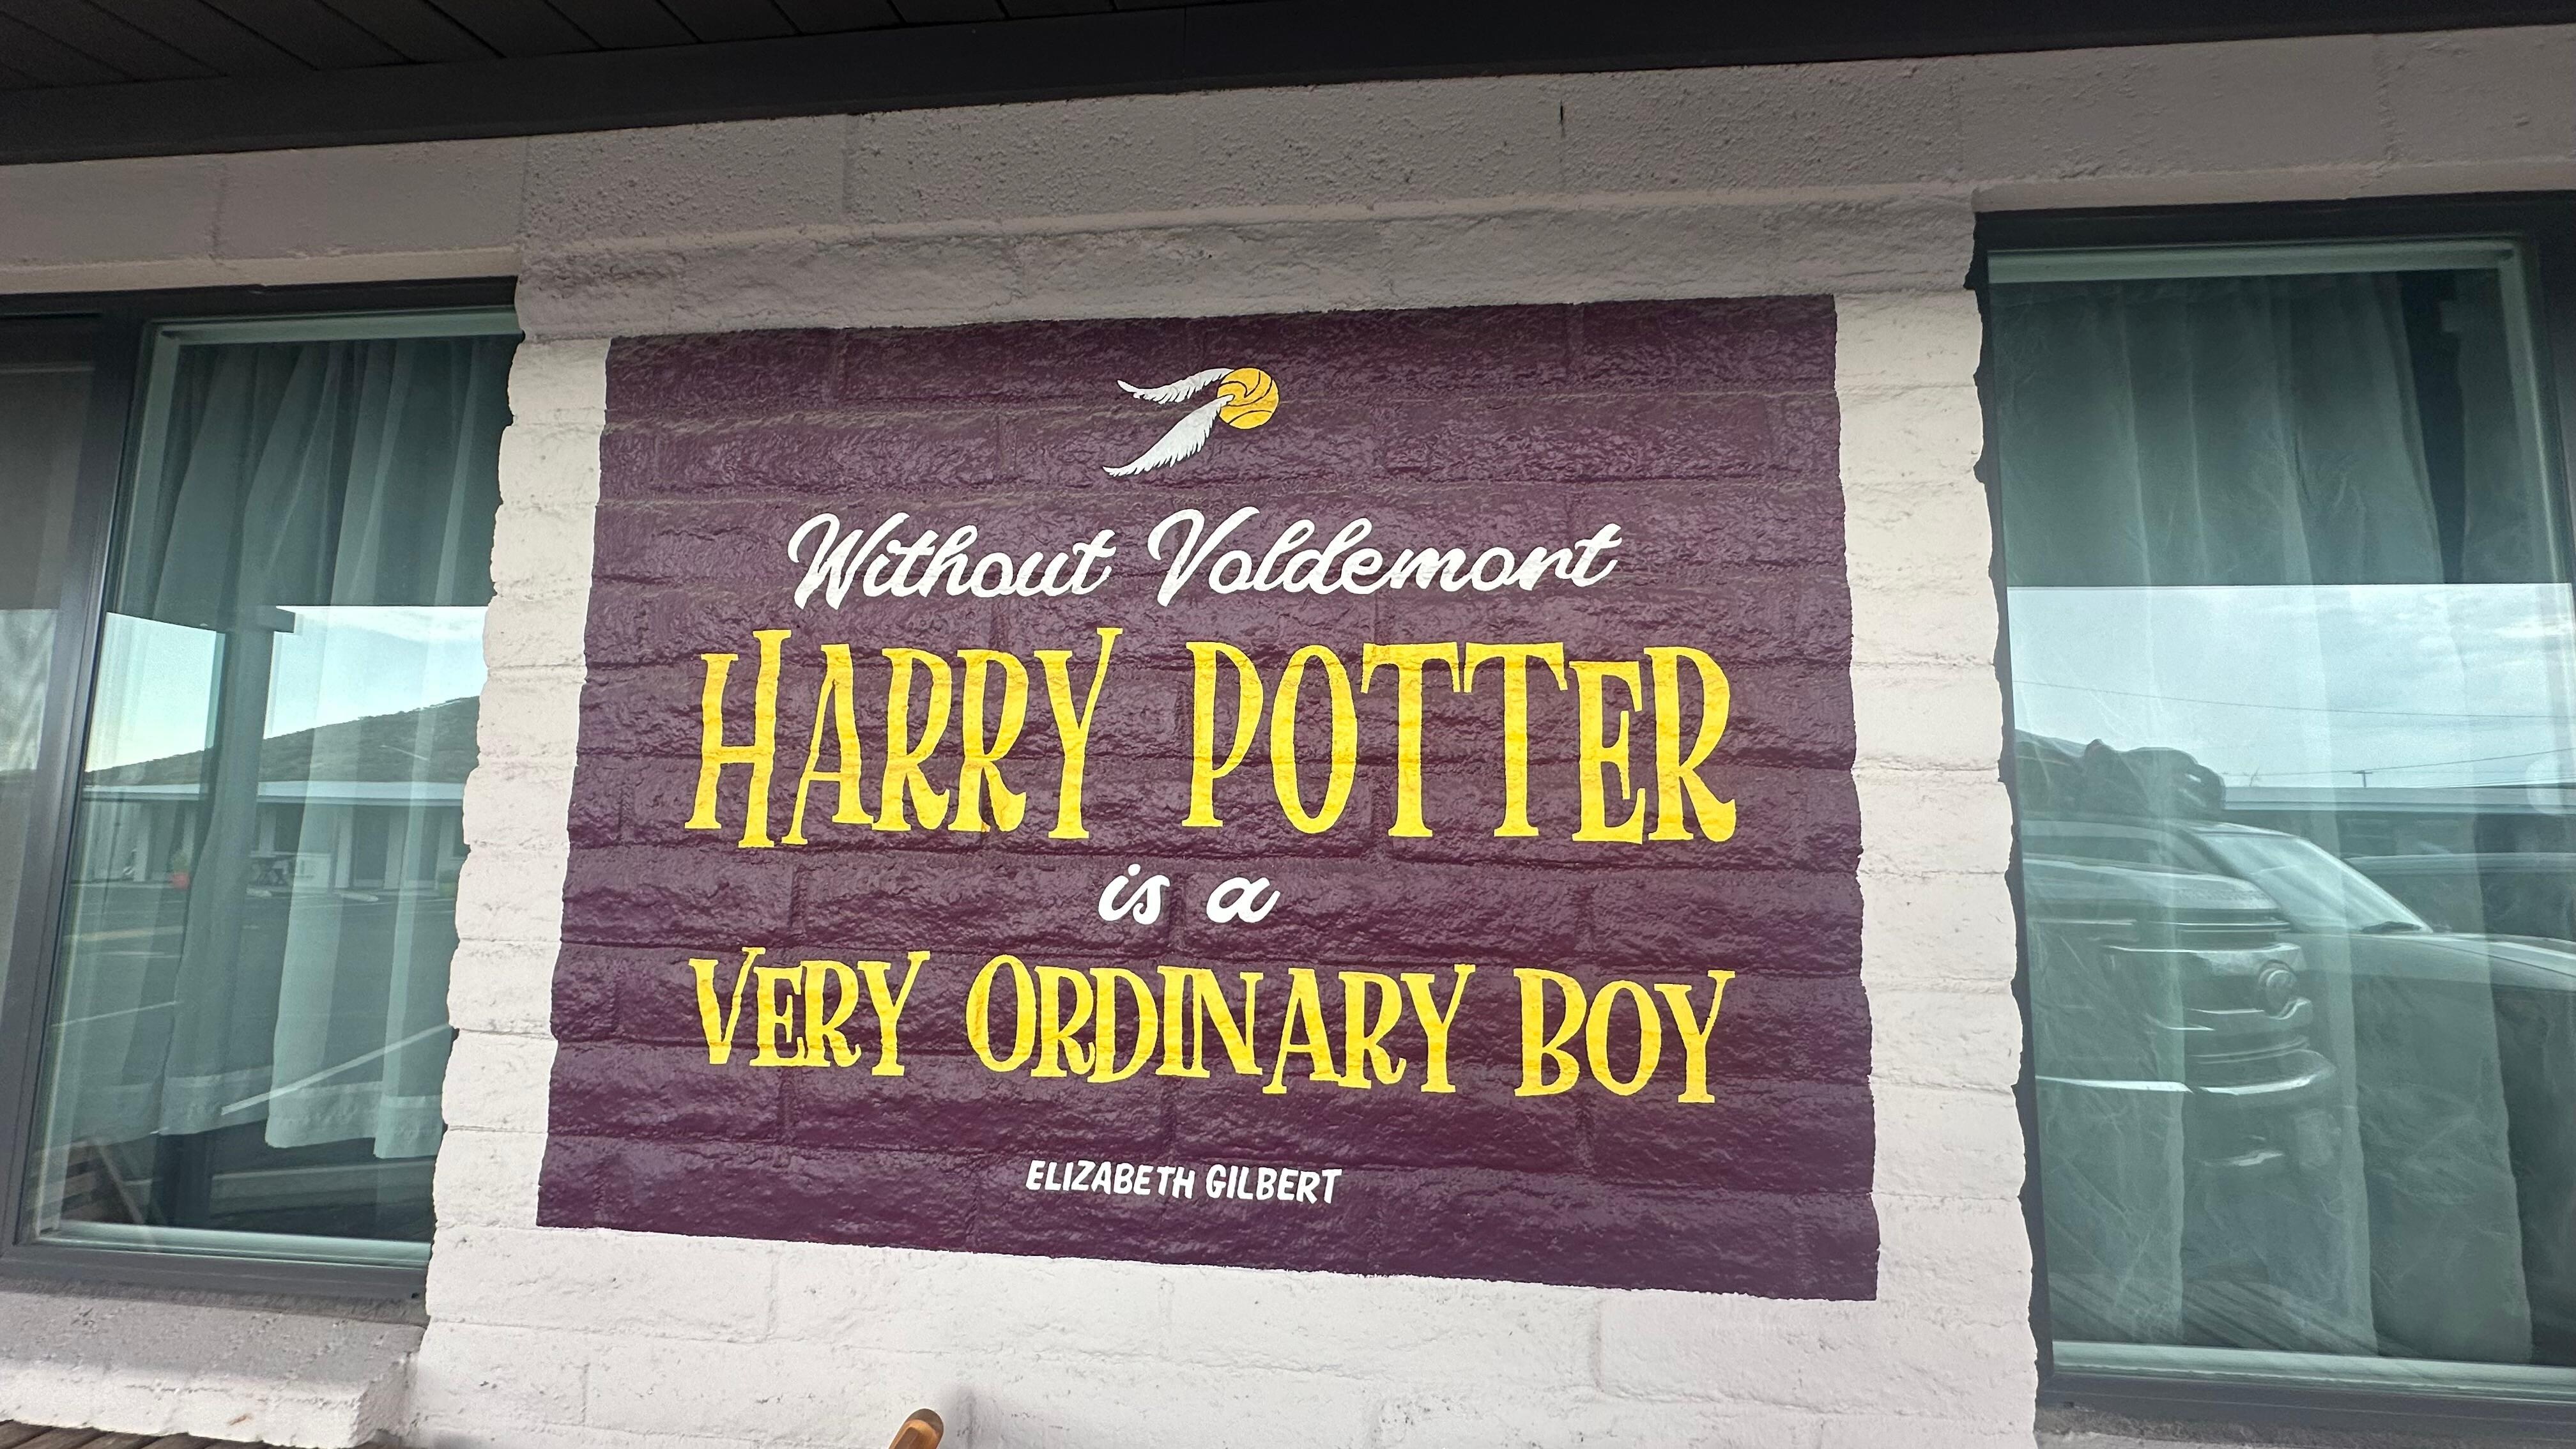 Without Voldemort
HARRY POTTER
is a
VERY ORDINARY BOY
ELIZABETH GILBERT